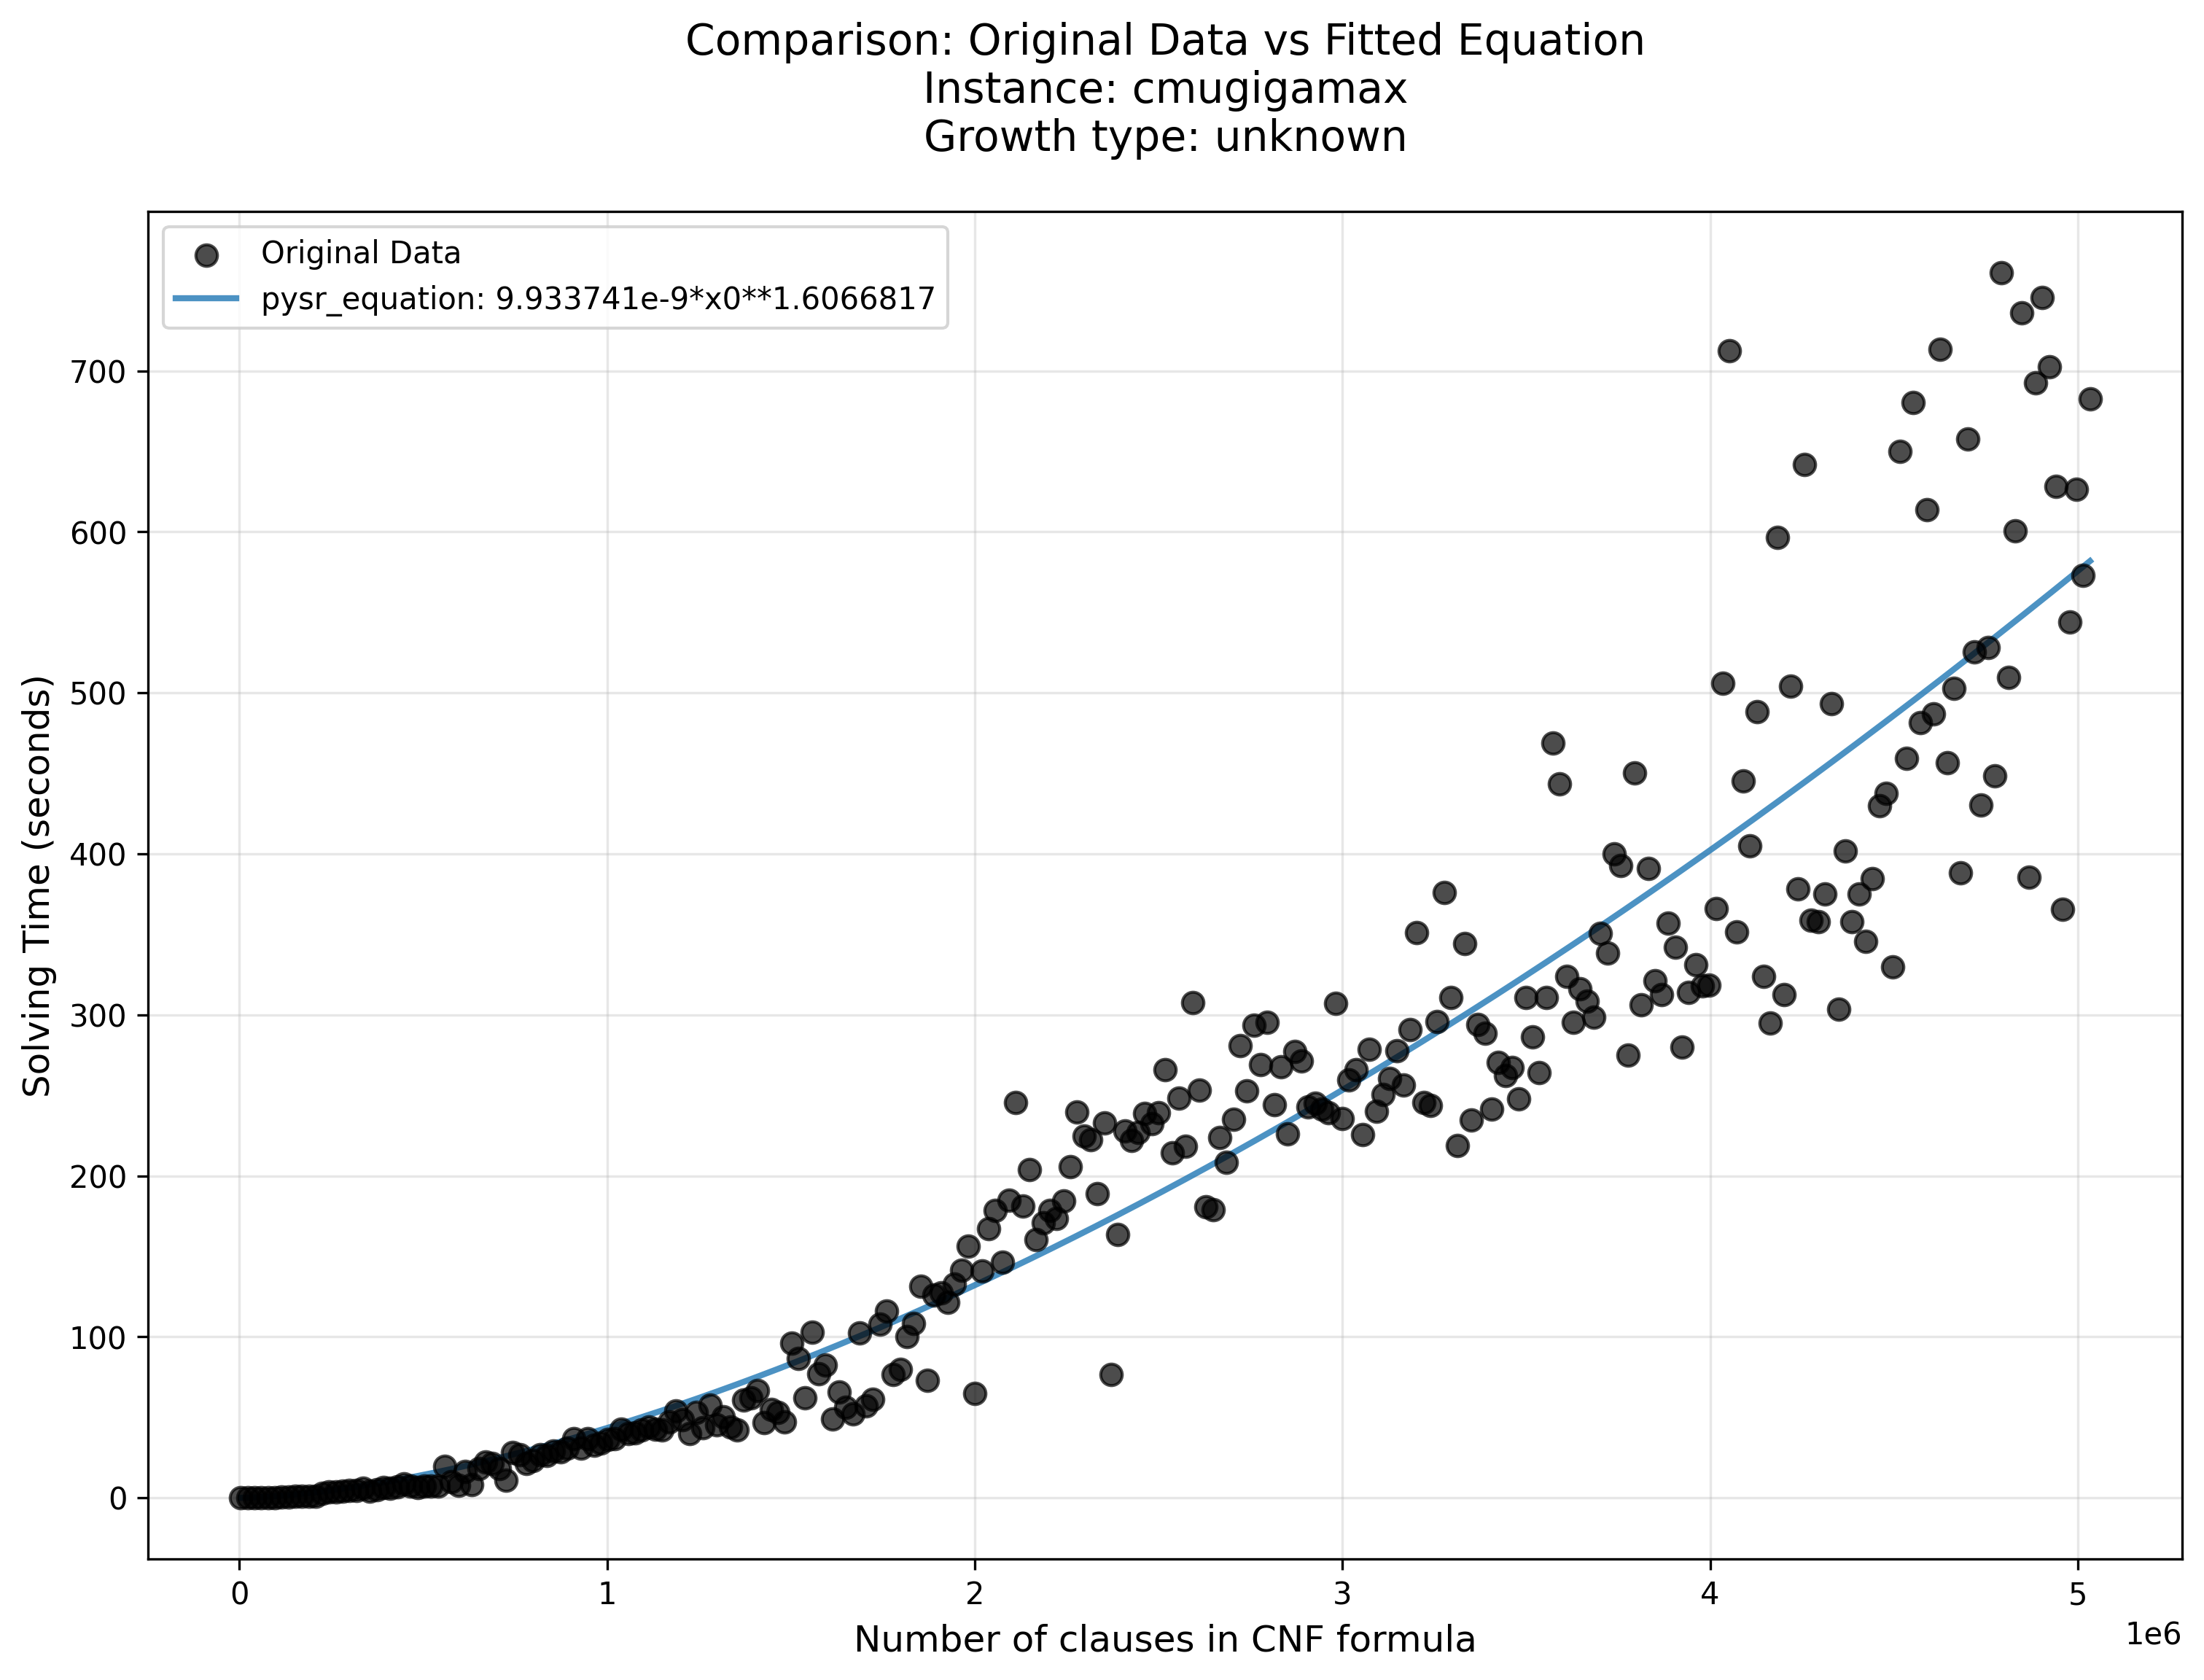 Comparison: Original Data vs Fitted Equation
Instance: cmugigamax
Growth type: unknown
Original Data
pysr_equation: 9.933741e-9*x0**1.6066817
700
600
500
400
300
200
100
0
Solving Time (seconds)
0 1 2 3 4 5
1e6
Number of clauses in CNF formula